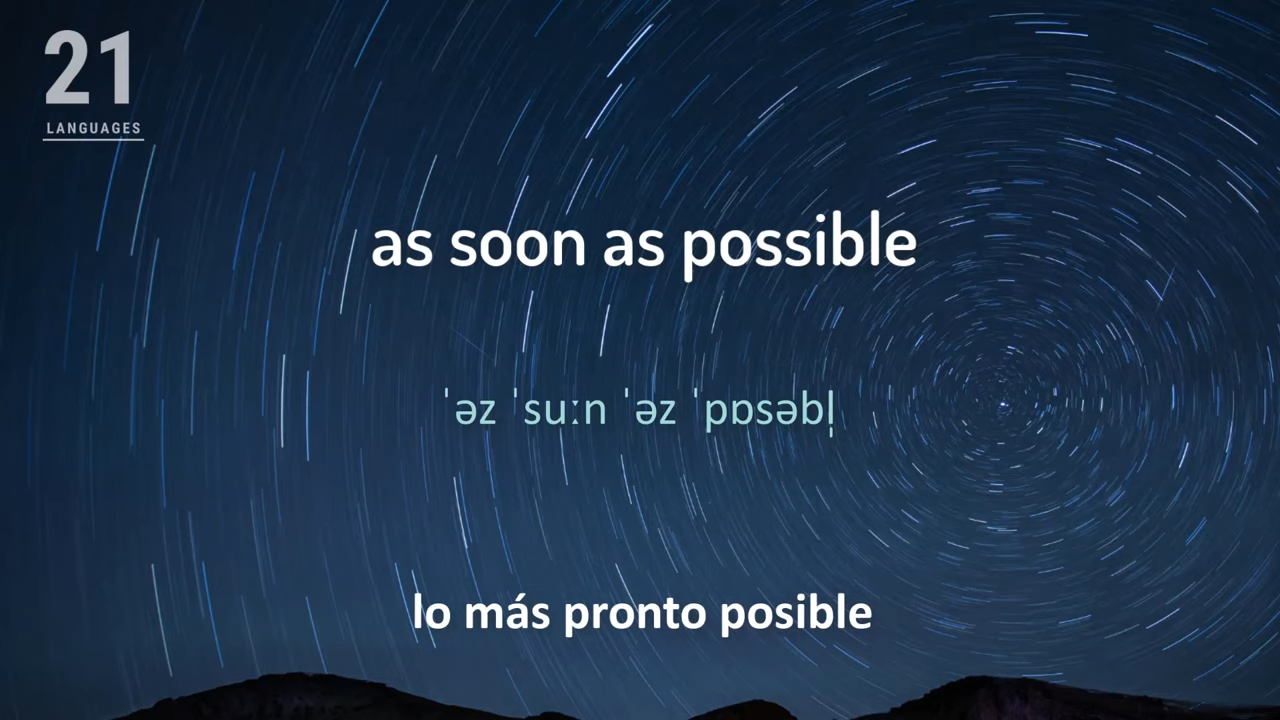 21
LANGUAGES
as soon as possible
ˈəz ˈsuːn ˈəz ˈpɒsəbl̩
lo más pronto posible